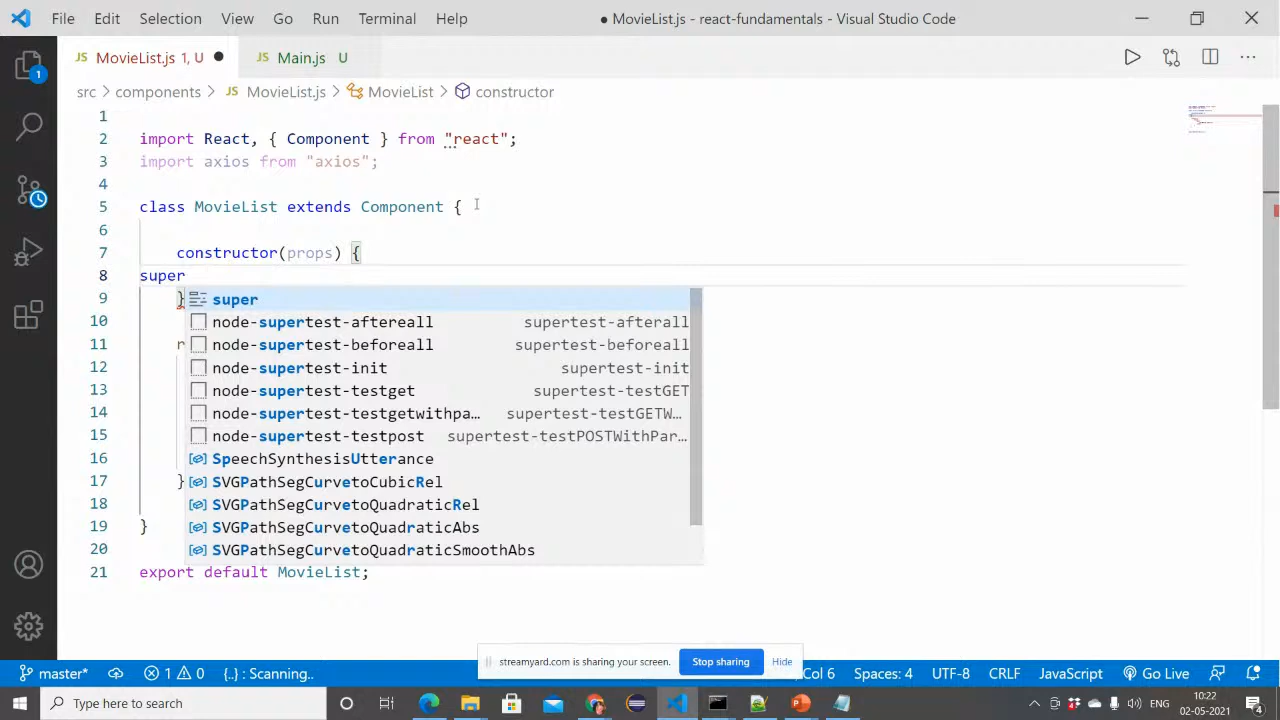 File Edit Selection View Go Run Terminal Help ● MovieList.js - react-fundamentals - Visual Studio Code
1 JS MovieList.js 1, U ● JS Main.js U
src > components > JS MovieList.js > MovieList > constructor
1
2 import React, { Component } from "react";
3 import axios from "axios";
4
5 class MovieList extends Component {
6
7 constructor(props) {
8 super
9 } super
10 node-supertest-aftereall supertest-afterall
11 r node-supertest-beforeall supertest-beforeall
12 node-supertest-init supertest-init
13 node-supertest-testget supertest-testGET
14 node-supertest-testgetwithpa… supertest-testGETW…
15 node-supertest-testpost supertest-testPOSTWithPar…
16 SpeechSynthesisUtterance
17 } SVGPathSegCurvetoCubicRel
18 SVGPathSegCurvetoQuadraticRel
19 } SVGPathSegCurvetoQuadraticAbs
20 SVGPathSegCurvetoQuadraticSmoothAbs
21 export default MovieList;
streamyard.com is sharing your screen. Stop sharing Hide
master* 1 0 {..} : Scanning.. Col 6 Spaces: 4 UTF-8 CRLF JavaScript Go Live
Type here to search 10:22
02-05-2021 4